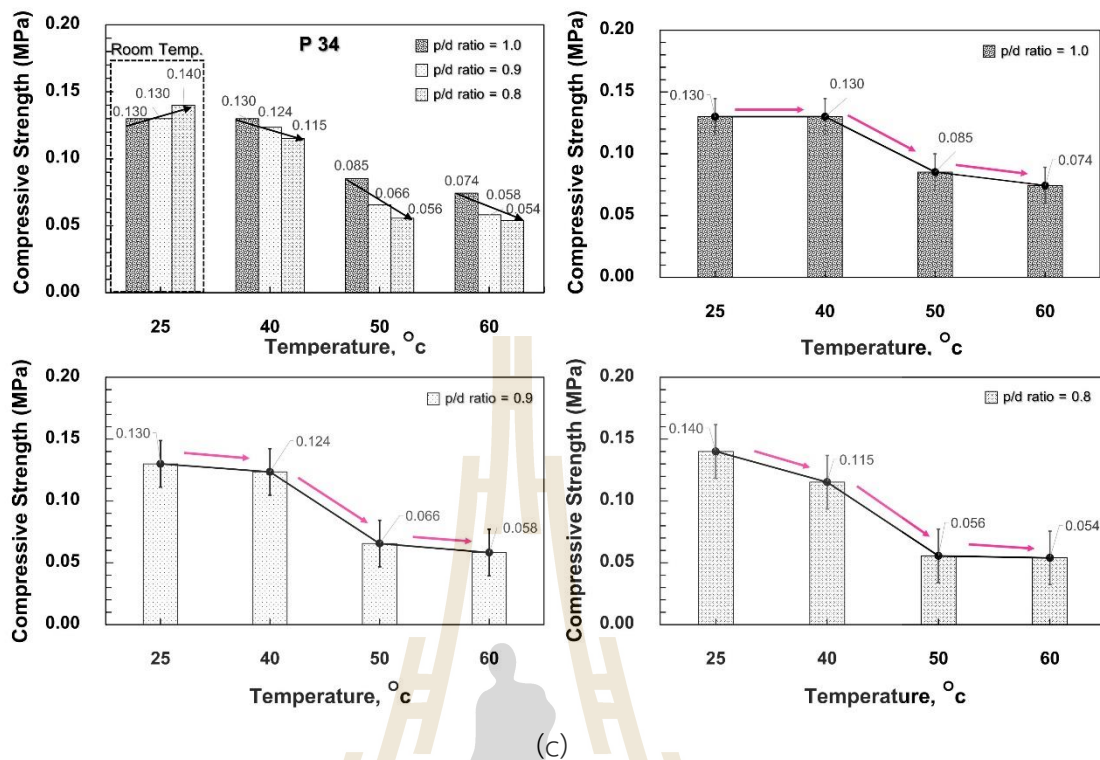 Compressive Strength (MPa)
0.20
0.15
0.10
0.05
0.00
P 34
Room Temp.
p/d ratio = 1.0
p/d ratio = 0.9
p/d ratio = 0.8
0.130
0.130
0.140
0.130
0.124
0.115
0.085
0.066
0.056
0.074
0.058
0.054
25 40 50 60
Temperature, °c
Compressive Strength (MPa)
0.20
0.15
0.10
0.05
0.00
p/d ratio = 1.0
0.130
0.130
0.085
0.074
25 40 50 60
Temperature, °c
Compressive Strength (MPa)
0.20
0.15
0.10
0.05
0.00
p/d ratio = 0.9
0.130
0.124
0.066
0.058
25 40 50 60
Temperature, °c
Compressive Strength (MPa)
0.20
0.15
0.10
0.05
0.00
p/d ratio = 0.8
0.140
0.115
0.056
0.054
25 40 50 60
Temperature, °c
(c)